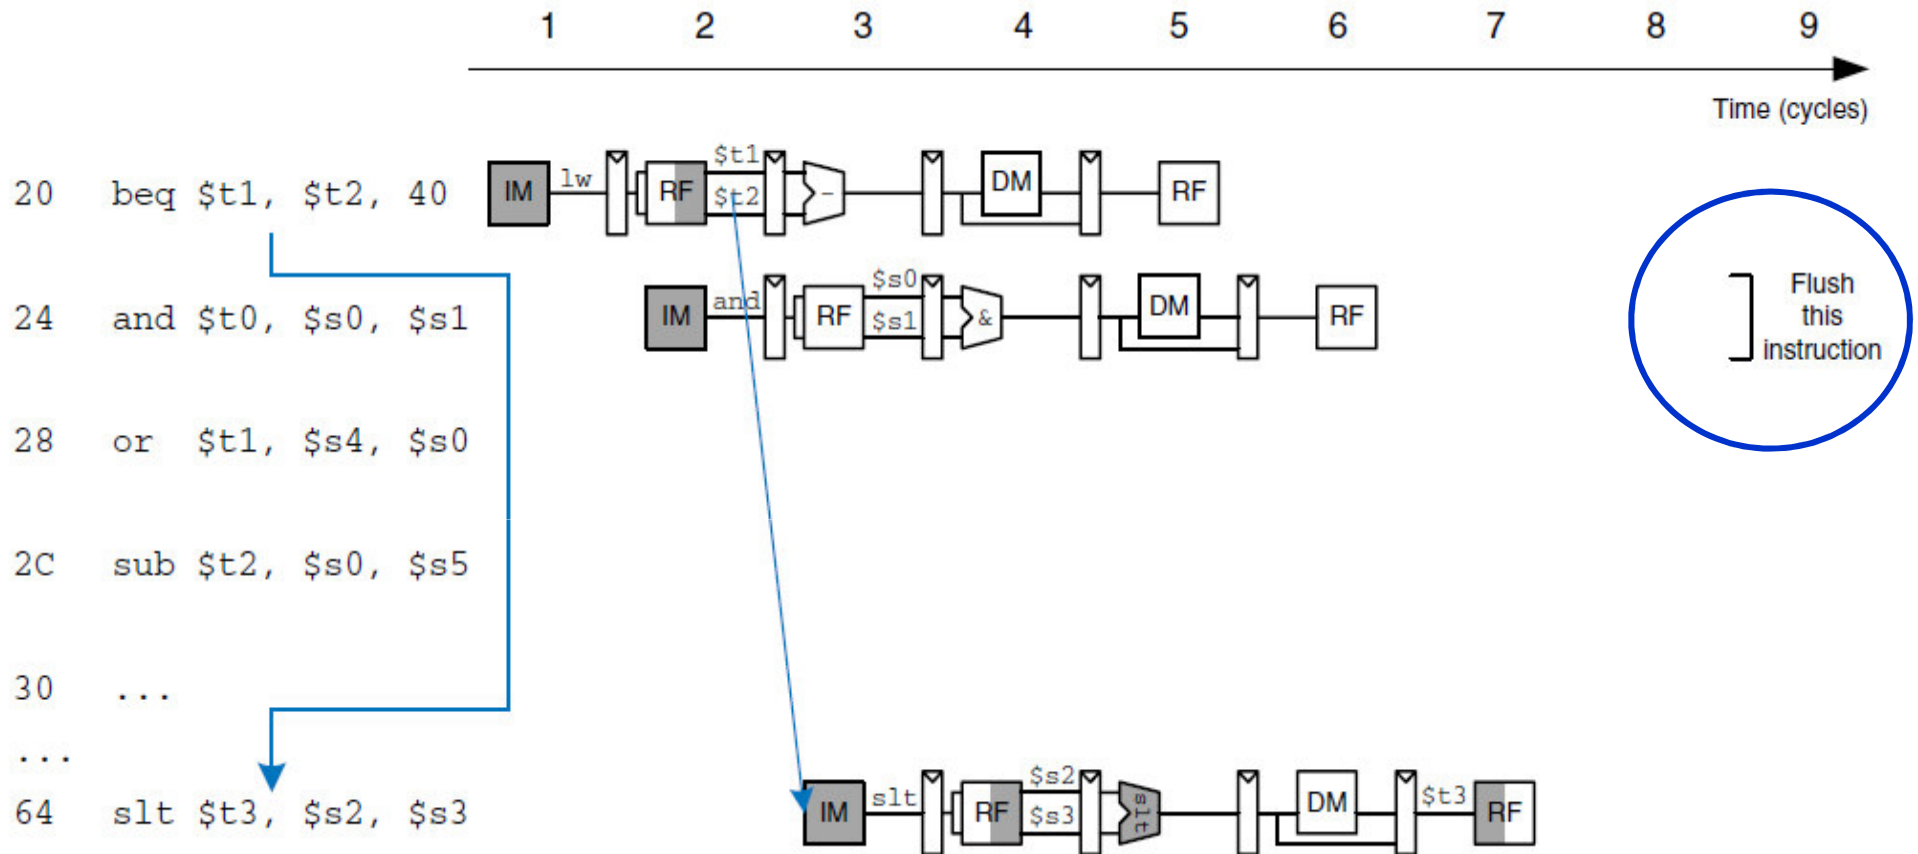 1 2 3 4 5 6 7 8 9
Time (cycles)
20 beq $t1, $t2, 40 IM lw RF $t1 $t2 - DM RF
24 and $t0, $s0, $s1 IM and RF $s0 $s1 & DM RF
Flush
this
instruction
28 or $t1, $s4, $s0
2C sub $t2, $s0, $s5
30 ...
...
64 slt $t3, $s2, $s3 IM slt RF $s2 $s3 slt DM $t3 RF